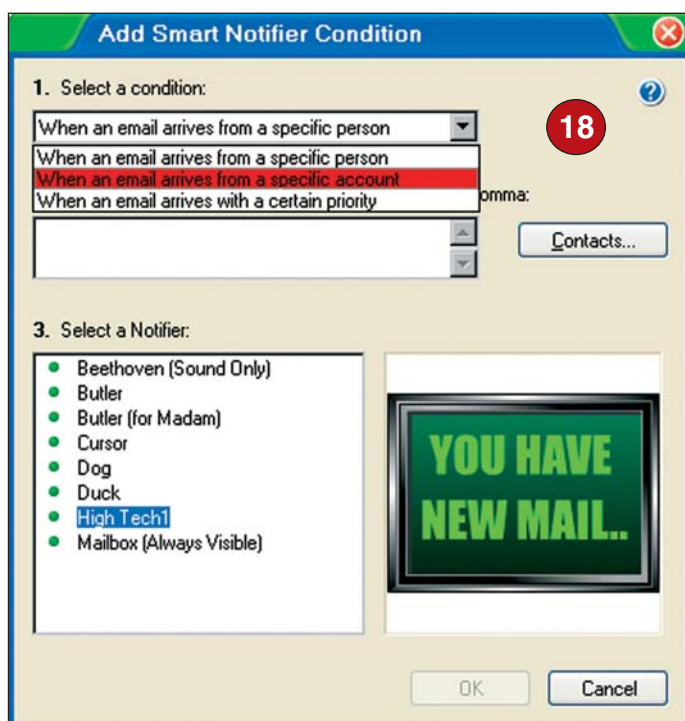 Add Smart Notifier Condition
1. Select a condition:
18
When an email arrives from a specific person
When an email arrives from a specific person
When an email arrives from a specific account
When an email arrives with a certain priority
omma:
Contacts...
3. Select a Notifier:
Beethoven (Sound Only)
Butler
Butler (for Madam)
Cursor
Dog
Duck
High Tech1
Mailbox (Always Visible)
YOU HAVE
NEW MAIL..
OK
Cancel